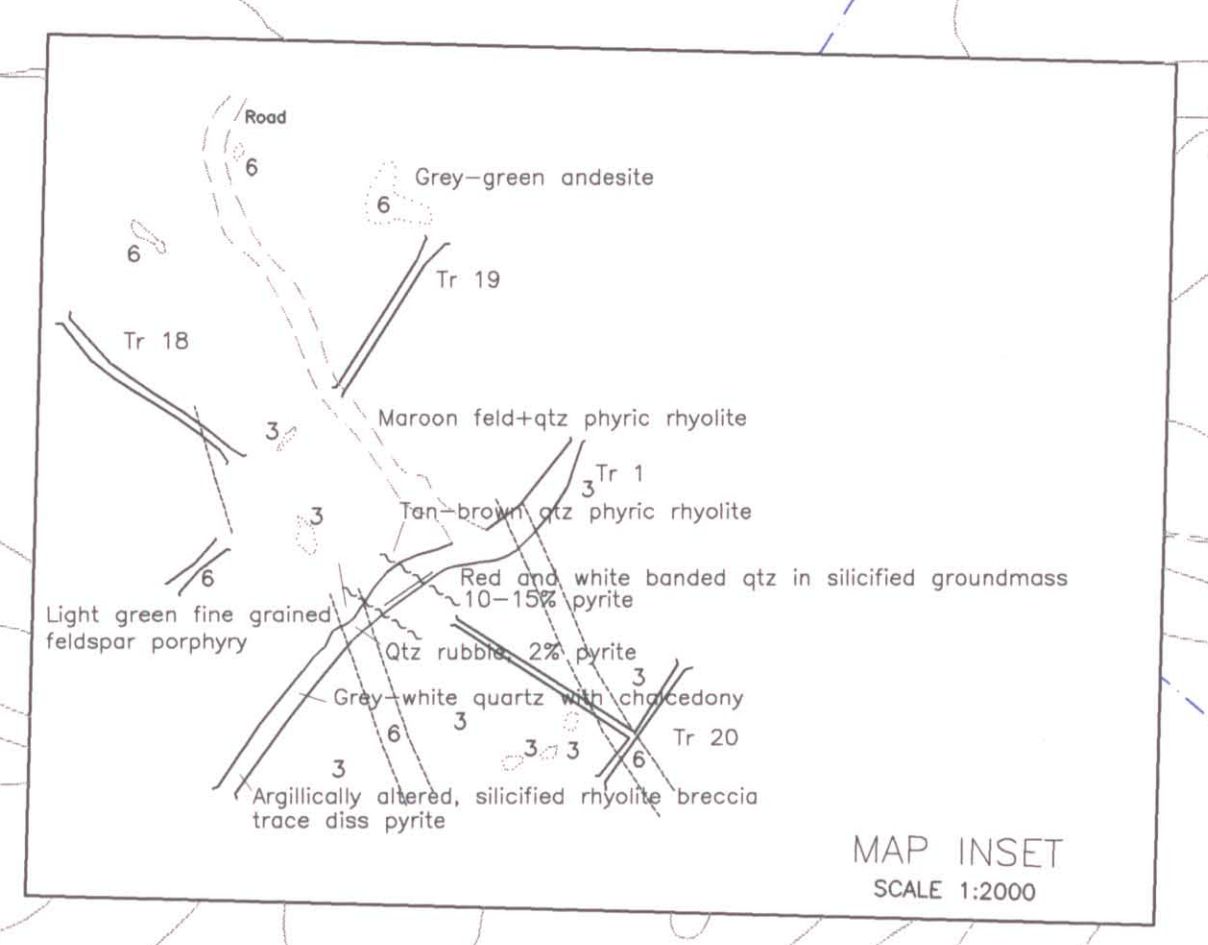 Road
6
Grey-green andesite
6
6
Tr 19
Tr 18
Maroon feld+qtz phyric rhyolite
3
Tr 1
3
Tan-brown qtz phyric rhyolite
3
6
Red and white banded qtz in silicified groundmass
10-15% pyrite
Light green fine grained
feldspar porphyry
Qtz rubble, 2% pyrite
3
Grey-white quartz with chalcedony
3
6
Tr 20
3
3
6
3
Argillically altered, silicified rhyolite breccia
trace diss pyrite
MAP INSET
SCALE 1:2000